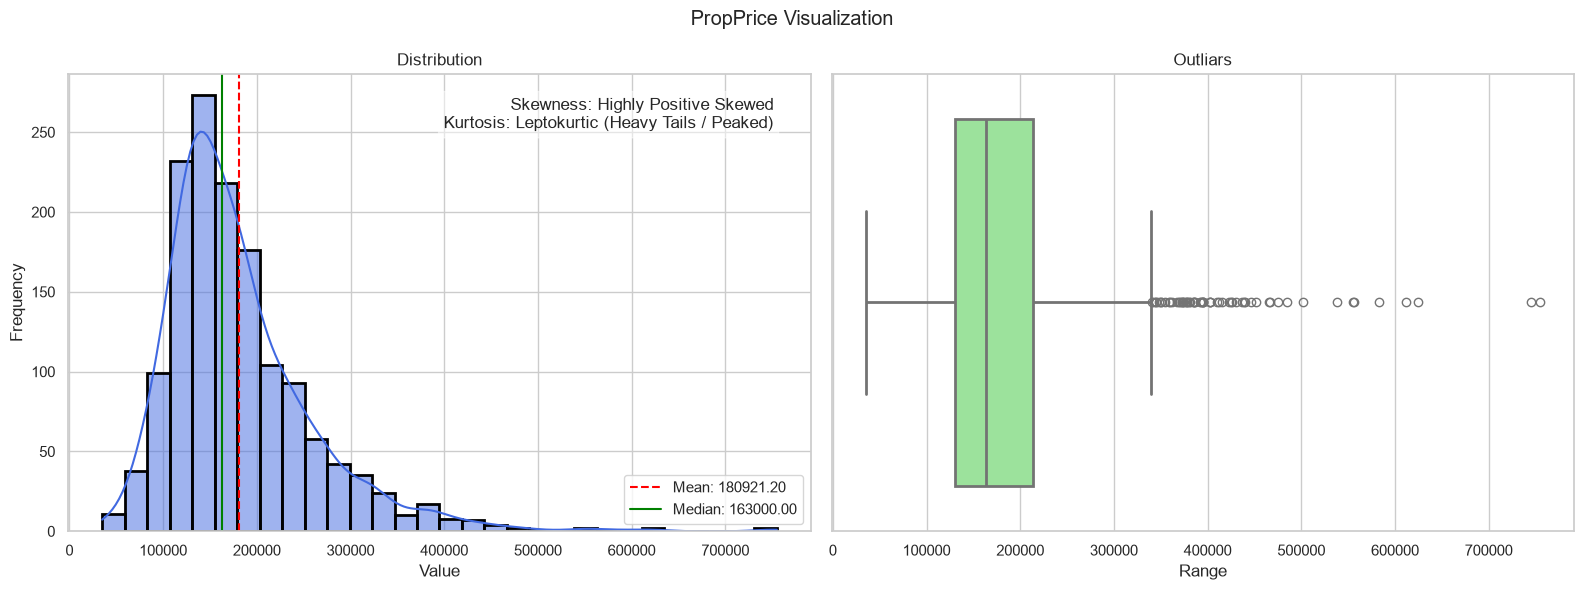 PropPrice Visualization
Distribution
Skewness: Highly Positive Skewed
Kurtosis: Leptokurtic (Heavy Tails / Peaked)
Frequency
250
200
150
100
50
0
Mean: 180921.20
Median: 163000.00
0 100000 200000 300000 400000 500000 600000 700000
Value
Outliars
0 100000 200000 300000 400000 500000 600000 700000
Range